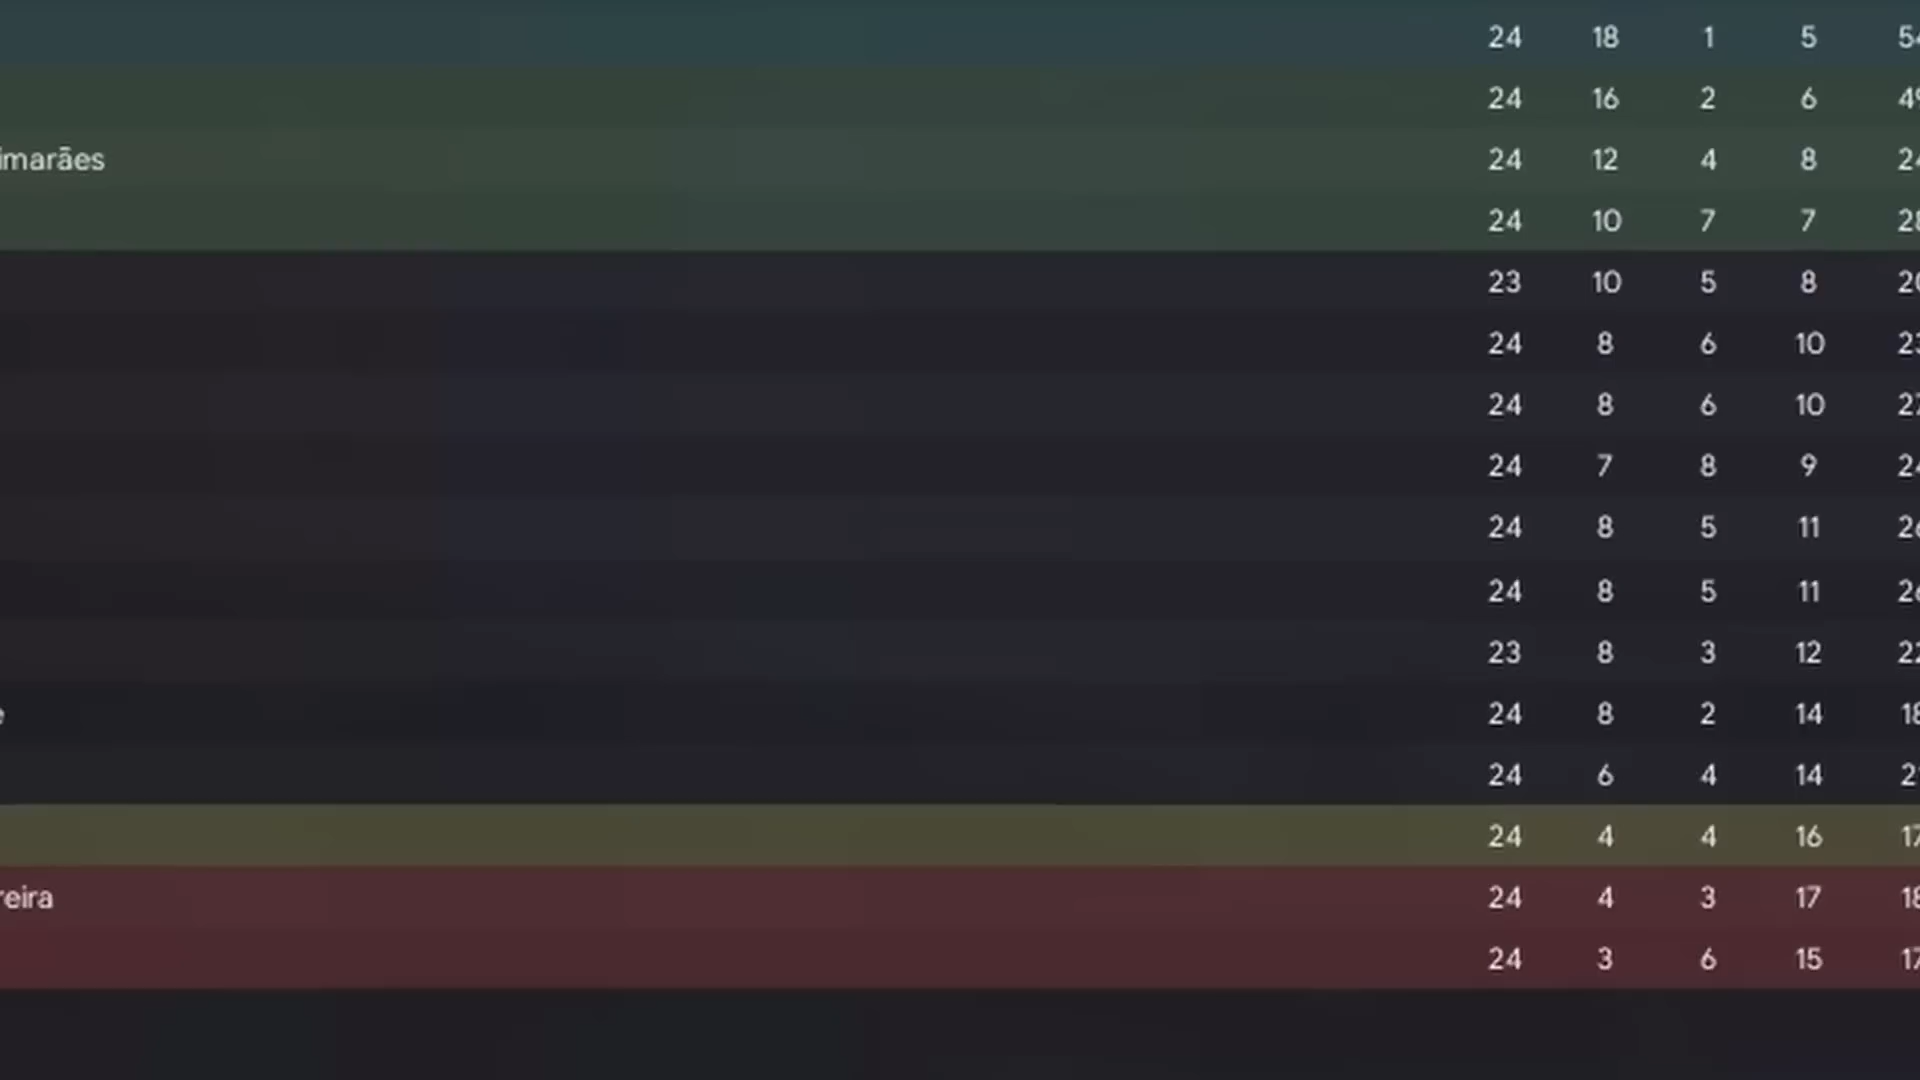 24 18 1 5
24 16 2 6
imarães 24 12 4 8
24 10 7 7
23 10 5 8
24 8 6 10
24 8 6 10
24 7 8 9
24 8 5 11
24 8 5 11
23 8 3 12
24 8 2 14
24 6 4 14
24 4 4 16
reira 24 4 3 17
24 3 6 15